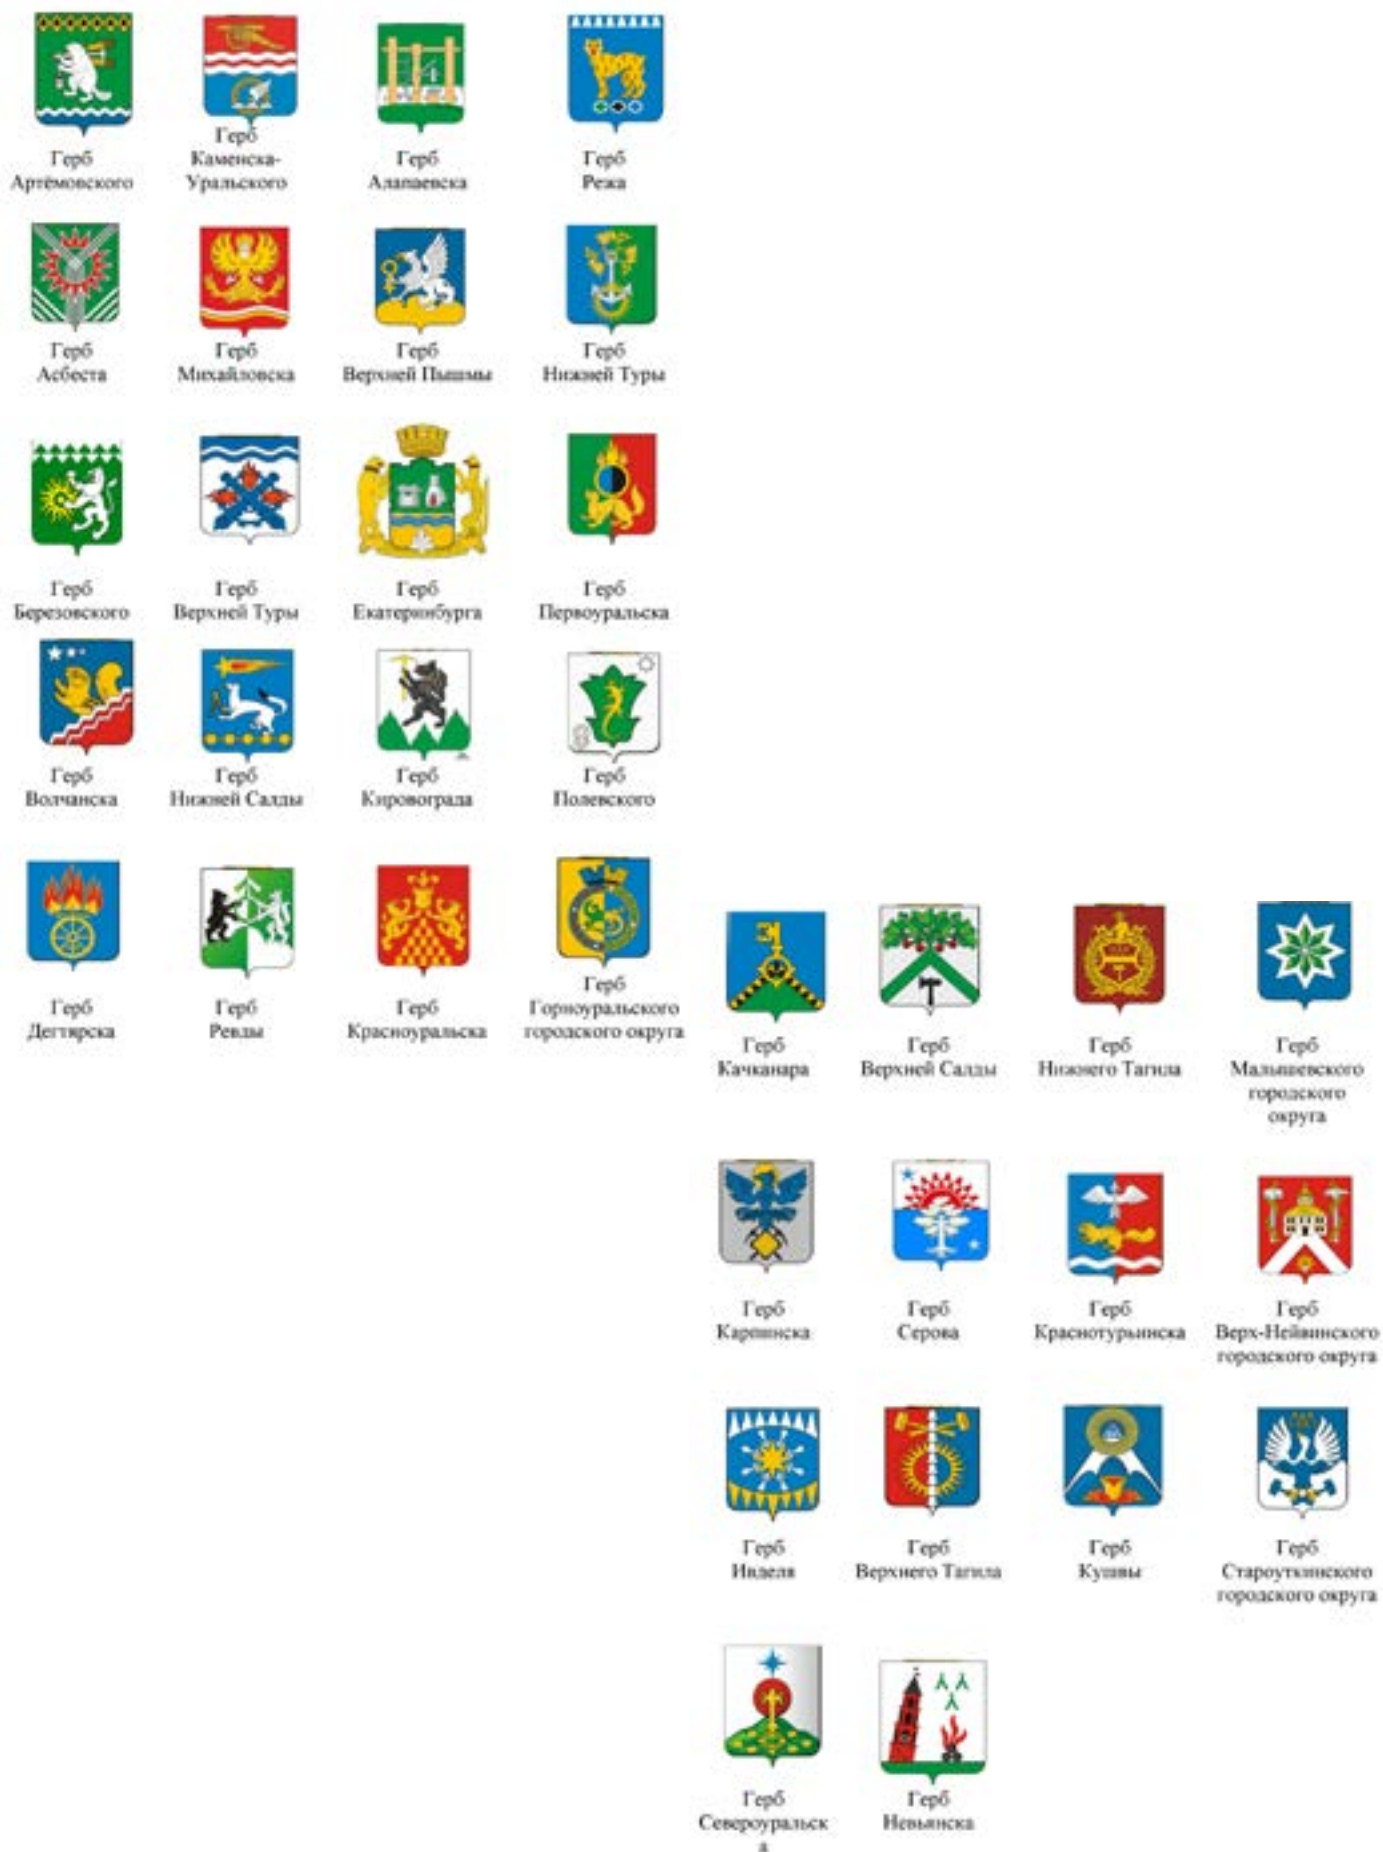 Герб
Артёмовского
Герб
Каменска-
Уральского
Герб
Алапаевска
Герб
Режа
Герб
Асбеста
Герб
Михайловска
Герб
Верхней Пышмы
Герб
Нижней Туры
Герб
Березовского
Герб
Верхней Туры
Герб
Екатеринбурга
Герб
Первоуральска
Герб
Волчанска
Герб
Нижней Салды
Герб
Кировограда
Герб
Полевского
Герб
Дегтярска
Герб
Ревды
Герб
Красноуральска
Герб
Горноуральского
городского округа
Герб
Качканара
Герб
Верхней Салды
Герб
Нижнего Тагила
Герб
Малышевского
городского
округа
Герб
Карпинска
Герб
Серова
Герб
Краснотурьинска
Герб
Верх-Нейвинского
городского округа
Герб
Ивделя
Герб
Верхнего Тагила
Герб
Кушвы
Герб
Староуткинского
городского округа
Герб
Североуральск
а
Герб
Невьянска